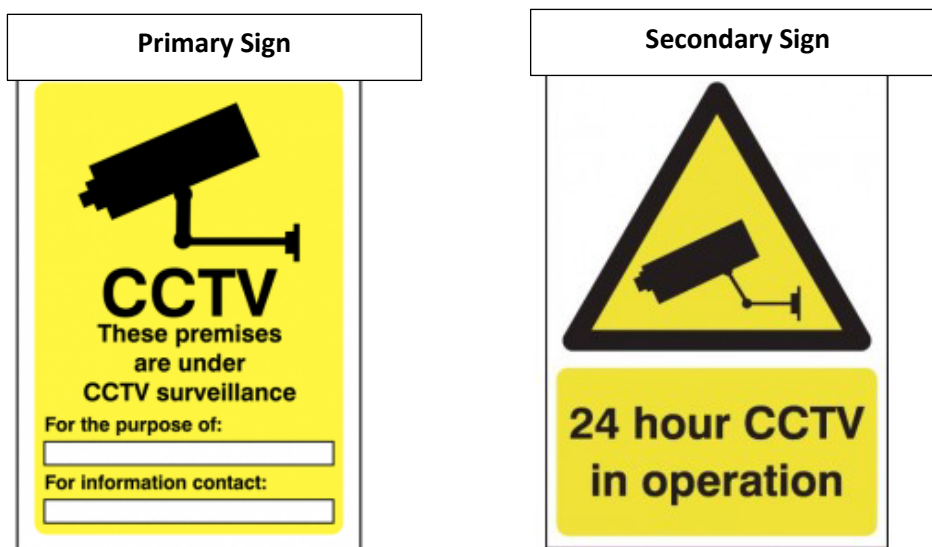 Primary Sign
CCTV
These premises
are under
CCTV surveillance
For the purpose of:
For information contact:
Secondary Sign
24 hour CCTV
in operation